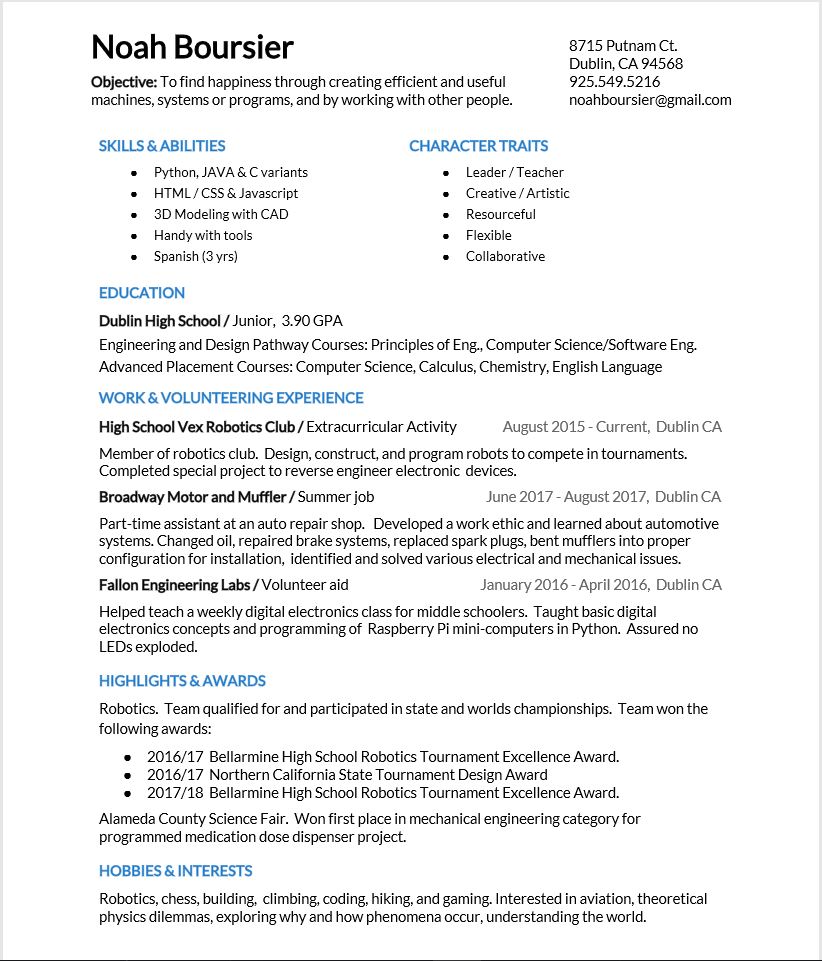 Noah Boursier
Objective: To find happiness through creating efficient and useful
machines, systems or programs, and by working with other people.
8715 Putnam Ct.
Dublin, CA 94568
925.549.5216
noahboursier@gmail.com
SKILLS & ABILITIES
● Python, JAVA & C variants
● HTML / CSS & Javascript
● 3D Modeling with CAD
● Handy with tools
● Spanish (3 yrs)
CHARACTER TRAITS
● Leader / Teacher
● Creative / Artistic
● Resourceful
● Flexible
● Collaborative
EDUCATION
Dublin High School / Junior, 3.90 GPA
Engineering and Design Pathway Courses: Principles of Eng., Computer Science/Software Eng.
Advanced Placement Courses: Computer Science, Calculus, Chemistry, English Language
WORK & VOLUNTEERING EXPERIENCE
High School Vex Robotics Club / Extracurricular Activity August 2015 - Current, Dublin CA
Member of robotics club. Design, construct, and program robots to compete in tournaments.
Completed special project to reverse engineer electronic devices.
Broadway Motor and Muffler / Summer job June 2017 - August 2017, Dublin CA
Part-time assistant at an auto repair shop. Developed a work ethic and learned about automotive
systems. Changed oil, repaired brake systems, replaced spark plugs, bent mufflers into proper
configuration for installation, identified and solved various electrical and mechanical issues.
Fallon Engineering Labs / Volunteer aid January 2016 - April 2016, Dublin CA
Helped teach a weekly digital electronics class for middle schoolers. Taught basic digital
electronics concepts and programming of Raspberry Pi mini-computers in Python. Assured no
LEDs exploded.
HIGHLIGHTS & AWARDS
Robotics. Team qualified for and participated in state and worlds championships. Team won the
following awards:
● 2016/17 Bellarmine High School Robotics Tournament Excellence Award.
● 2016/17 Northern California State Tournament Design Award
● 2017/18 Bellarmine High School Robotics Tournament Excellence Award.
Alameda County Science Fair. Won first place in mechanical engineering category for
programmed medication dose dispenser project.
HOBBIES & INTERESTS
Robotics, chess, building, climbing, coding, hiking, and gaming. Interested in aviation, theoretical
physics dilemmas, exploring why and how phenomena occur, understanding the world.